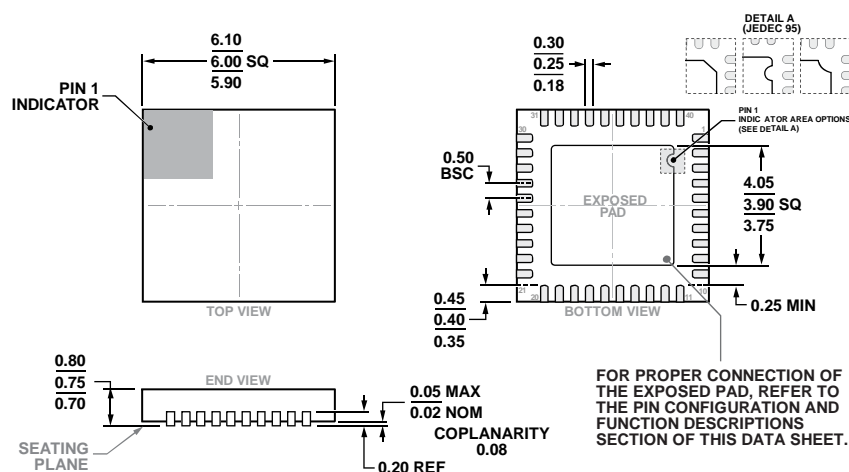 DETAIL A
(JEDEC 95)
6.10
6.00 SQ
5.90
0.30
0.25
0.18
PIN 1
INDICATOR
PIN 1
INDIC ATOR AREA OPTIONS
(SEE DETAIL A)
31
40
30
1
0.50
BSC
EXPOSED
PAD
4.05
3.90 SQ
3.75
21
20
11
10
TOP VIEW
BOTTOM VIEW
0.45
0.40
0.35
0.25 MIN
0.80
0.75
0.70
END VIEW
0.05 MAX
0.02 NOM
COPLANARITY
0.08
SEATING
PLANE
0.20 REF
FOR PROPER CONNECTION OF
THE EXPOSED PAD, REFER TO
THE PIN CONFIGURATION AND
FUNCTION DESCRIPTIONS
SECTION OF THIS DATA SHEET.